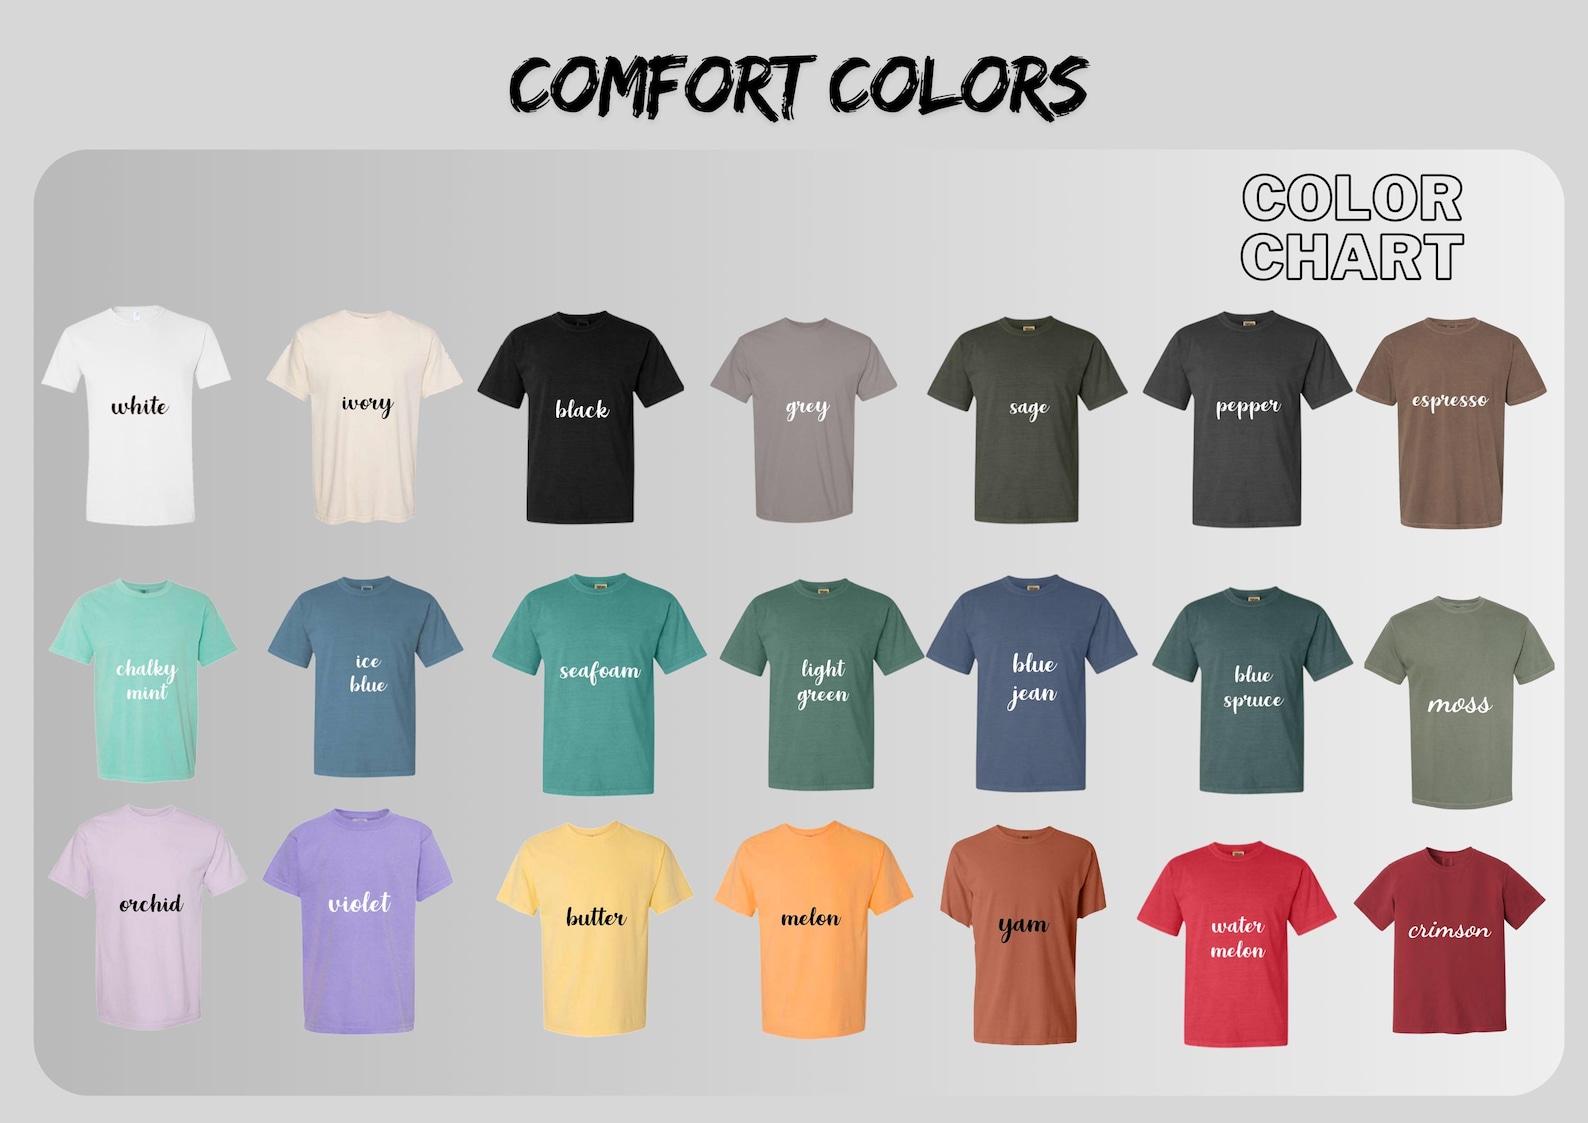 COMFORT COLORS
COLOR
CHART
white
ivory
black
grey
sage
pepper
espresso
chalky
mint
ice
blue
seafoam
light
green
blue
jean
blue
spruce
moss
orchid
violet
butter
melon
yam
water
melon
crimson